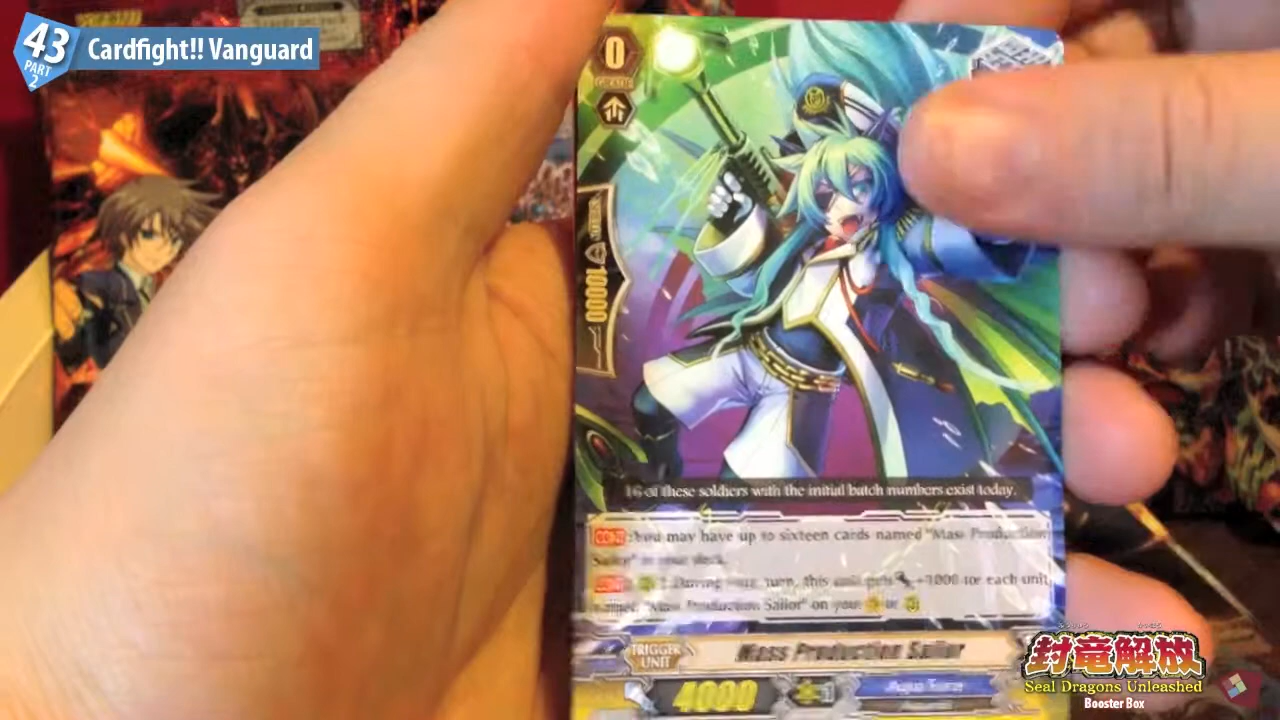 43
PART
2
Cardfight!! Vanguard
0
10000
16 of these soldiers with the initial batch numbers exist today.
You may have up to sixteen cards named "Mass Production
Sailor" in your deck.
During your turn, this unit gets +1000 for each unit
named "Mass Production Sailor" on your or
TRIGGER
UNIT
Mass Production Sailor
4000
Aqua Force
封竜解放
Seal Dragons Unleashed
Booster Box